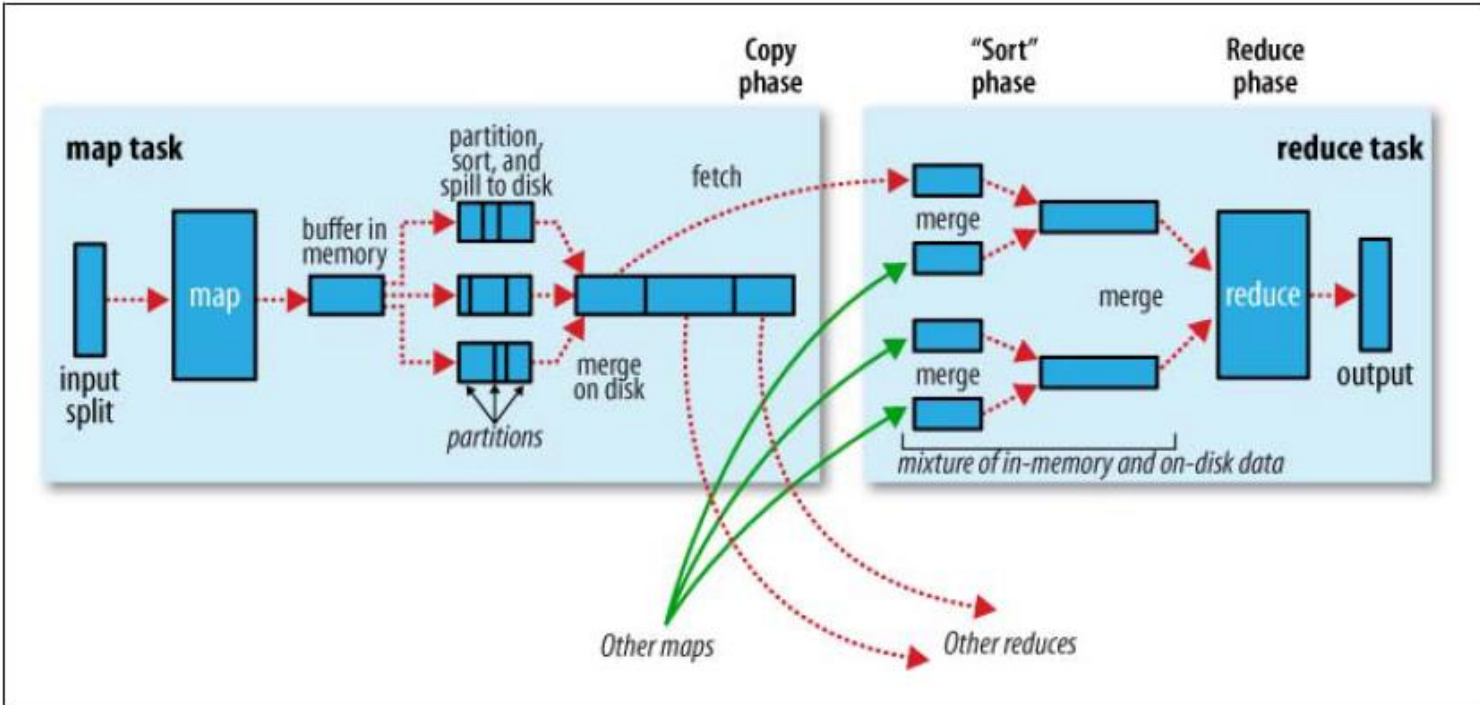 Copy
phase
“Sort”
phase
Reduce
phase
map task
partition,
sort, and
spill to disk
fetch
buffer in
memory
map
input
split
merge
on disk
partitions
reduce task
merge
merge
merge
reduce
output
mixture of in-memory and on-disk data
Other maps
Other reduces